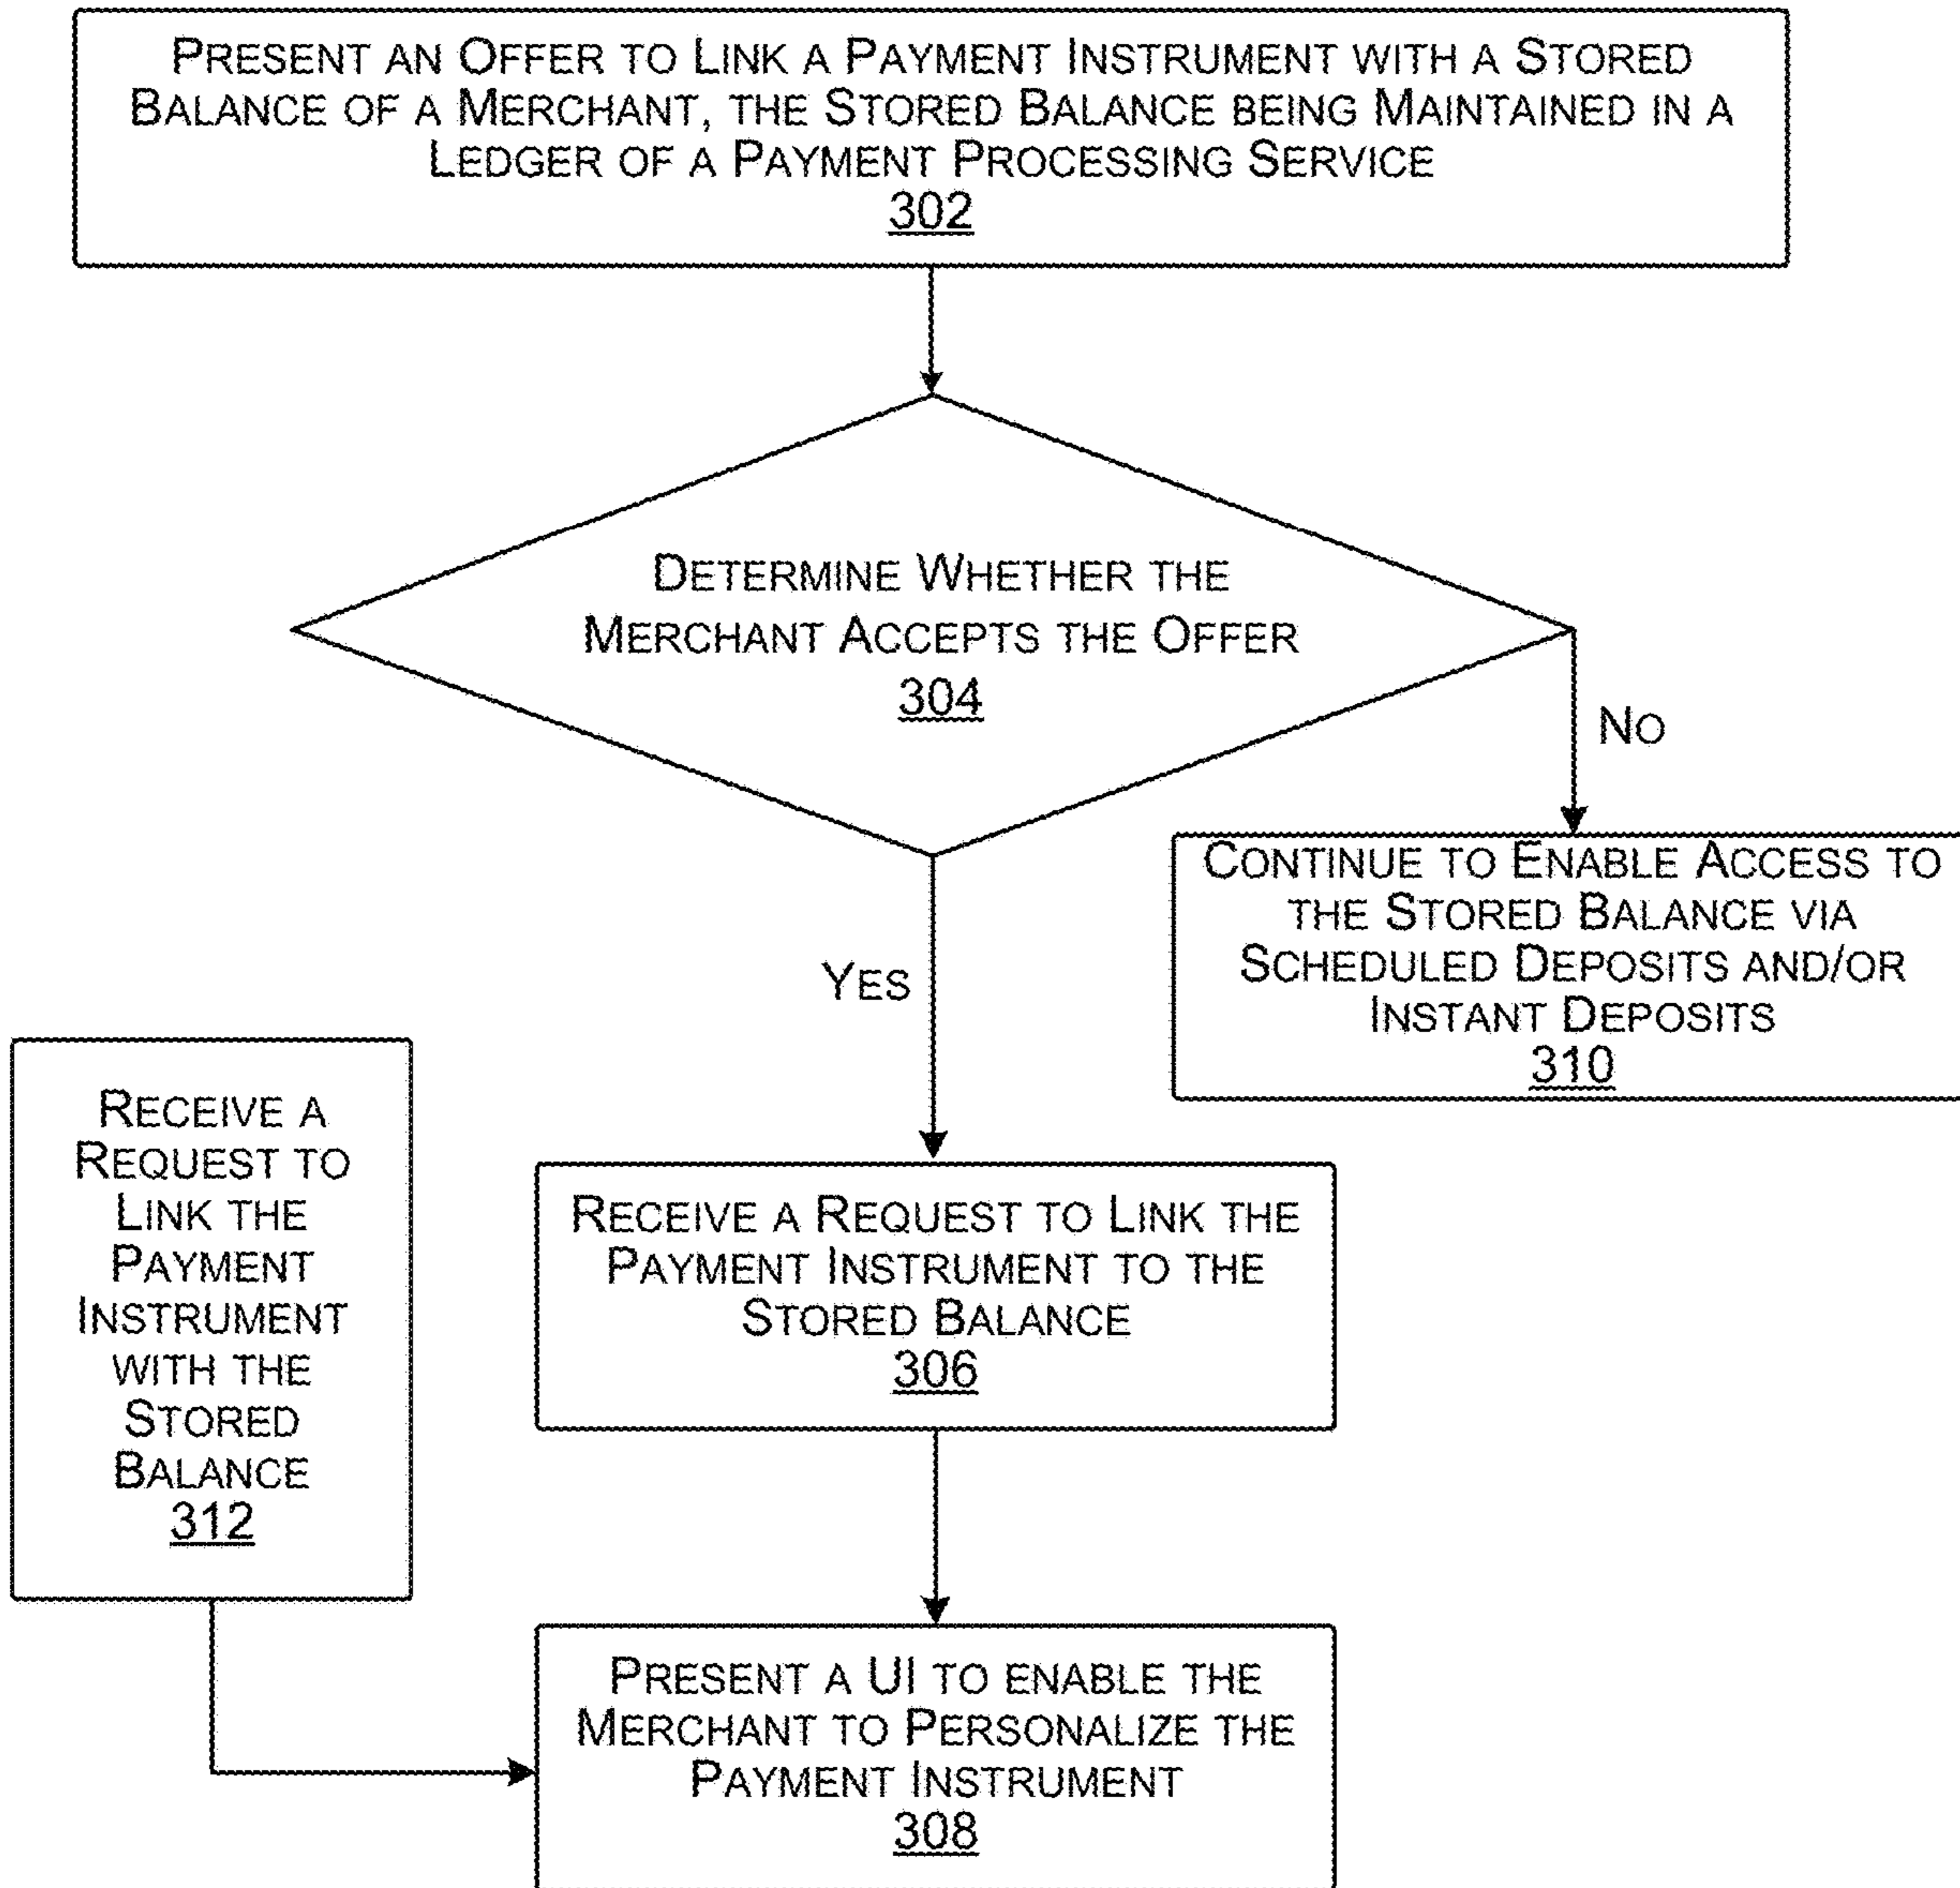 PRESENT AN OFFER TO LINK A PAYMENT INSTRUMENT WITH A STORED
BALANCE OF A MERCHANT, THE STORED BALANCE BEING MAINTAINED IN A
LEDGER OF A PAYMENT PROCESSING SERVICE
302
DETERMINE WHETHER THE
MERCHANT ACCEPTS THE OFFER
304
NO
CONTINUE TO ENABLE ACCESS TO
THE STORED BALANCE VIA
SCHEDULED DEPOSITS AND/OR
INSTANT DEPOSITS
310
YES
RECEIVE A
REQUEST TO
LINK THE
PAYMENT
INSTRUMENT
WITH THE
STORED
BALANCE
312
RECEIVE A REQUEST TO LINK THE
PAYMENT INSTRUMENT TO THE
STORED BALANCE
306
PRESENT A UI TO ENABLE THE
MERCHANT TO PERSONALIZE THE
PAYMENT INSTRUMENT
308